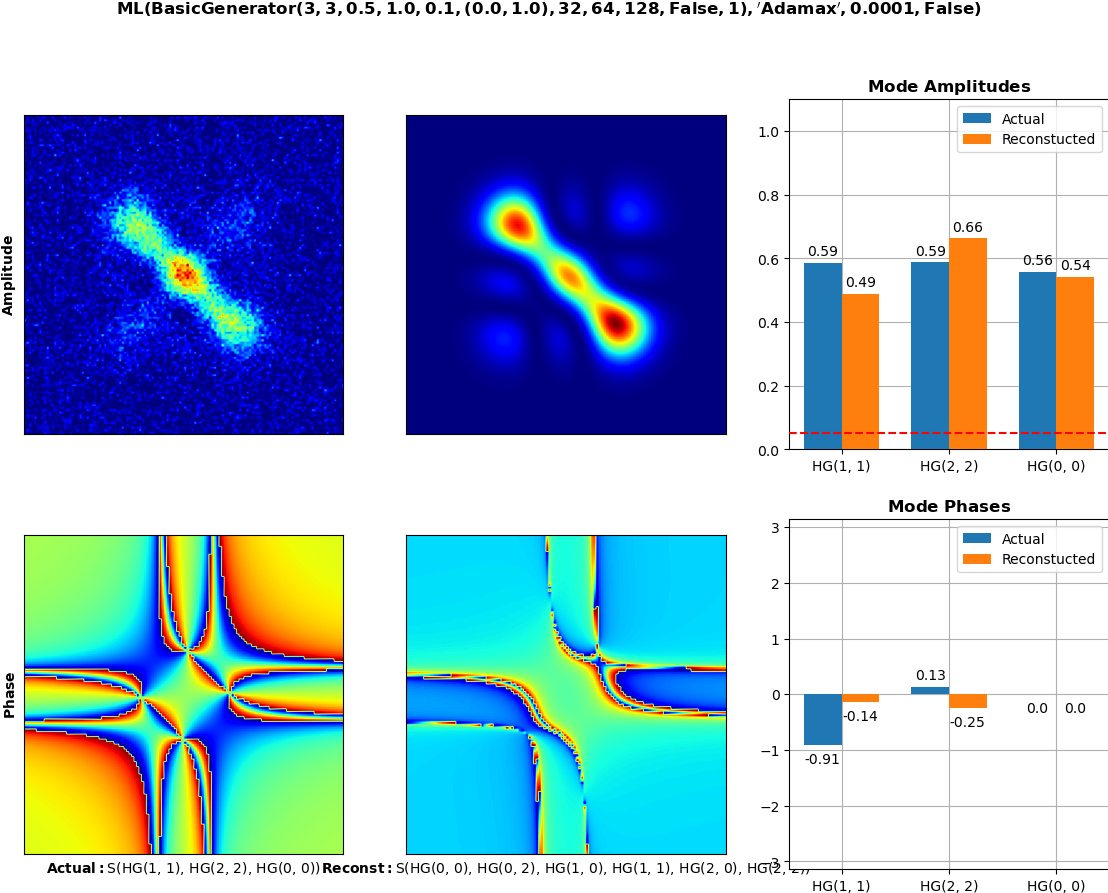 ML(BasicGenerator(3, 3, 0.5, 1.0, 0.1, (0.0, 1.0), 32, 64, 128, False, 1), 'Adamax', 0.0001, False)
Mode Amplitudes
Amplitude
1.0
0.8
0.6
0.4
0.2
0.0
Actual
Reconstucted
0.59
0.49
0.59
0.66
0.56
0.54
HG(1, 1)
HG(2, 2)
HG(0, 0)
Mode Phases
Phase
3
2
1
0
−1
−2
−3
Actual
Reconstucted
-0.91
-0.14
0.13
-0.25
0.0
0.0
HG(1, 1)
HG(2, 2)
HG(0, 0)
Actual: S(HG(1, 1), HG(2, 2), HG(0, 0)) Reconst: S(HG(0, 0), HG(0, 2), HG(1, 0), HG(1, 1), HG(2, 0), HG(2, 2))